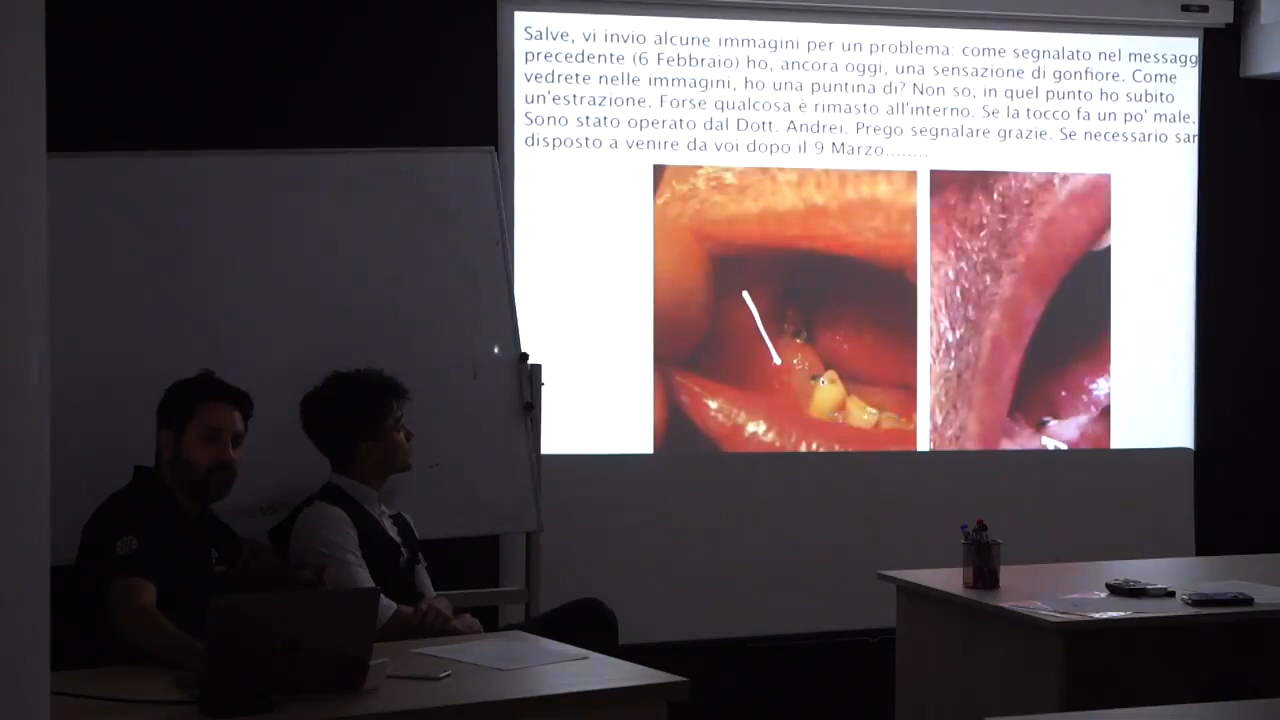 Salve, vi invio alcune immagini per un problema: come segnalato nel messagg
precedente (6 Febbraio) ho, ancora oggi, una sensazione di gonfiore. Come
vedrete nelle immagini, ho una puntina di? Non so, in quel punto ho subito
un'estrazione. Forse qualcosa è rimasto all'interno. Se la tocco fa un po' male.
Sono stato operato dal Dott. Andrei. Prego segnalare grazie. Se necessario sar
disposto a venire da voi dopo il 9 Marzo........